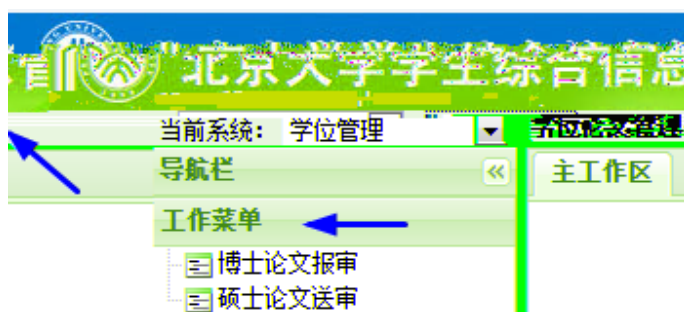 北京大学学生综合信息
当前系统： 学位管理
导航栏
主工作区
工作菜单
博士论文报审
硕士论文送审